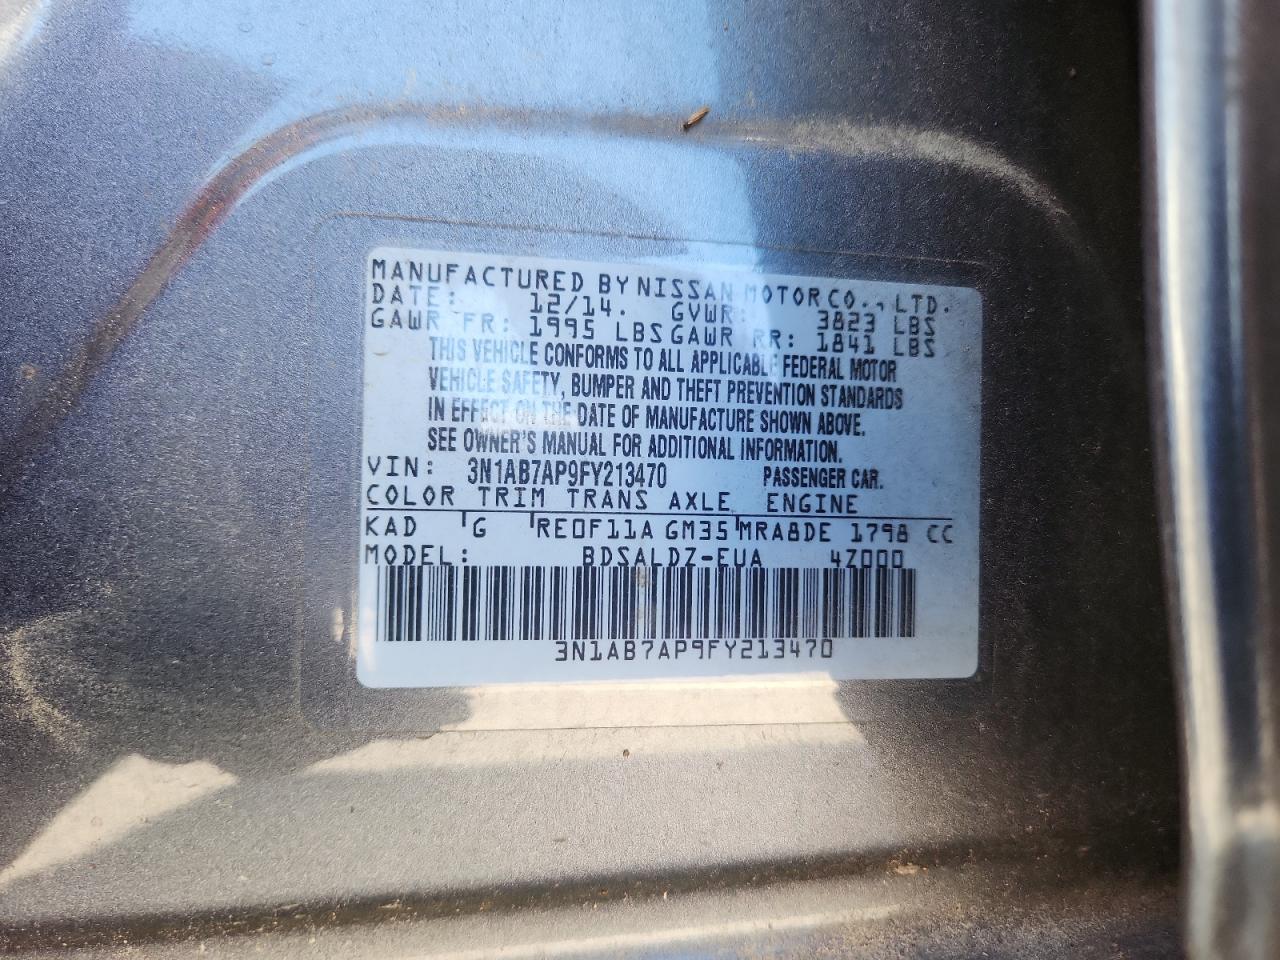 MANUFACTURED BY NISSAN MOTOR CO., LTD.
DATE: 12/14. GVWR: 3823 LBS
GAWR FR: 1995 LBS GAWR RR: 1841 LBS
THIS VEHICLE CONFORMS TO ALL APPLICABLE FEDERAL MOTOR
VEHICLE SAFETY, BUMPER AND THEFT PREVENTION STANDARDS
IN EFFECT ON THE DATE OF MANUFACTURE SHOWN ABOVE.
SEE OWNER'S MANUAL FOR ADDITIONAL INFORMATION.
VIN: 3N1AB7AP9FY213470 PASSENGER CAR.
COLOR TRIM TRANS AXLE ENGINE
KAD G RE0F11A GM35 MRA8DE 1798 CC
MODEL: BDSALDZ-EUA 4Z000
3N1AB7AP9FY213470